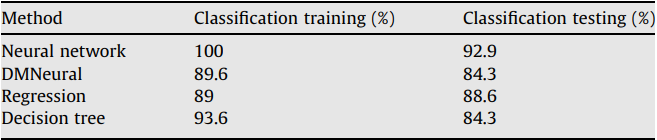 Method Classification training (%) Classification testing (%)
Neural network 100 92.9
DMNeural 89.6 84.3
Regression 89 88.6
Decision tree 93.6 84.3